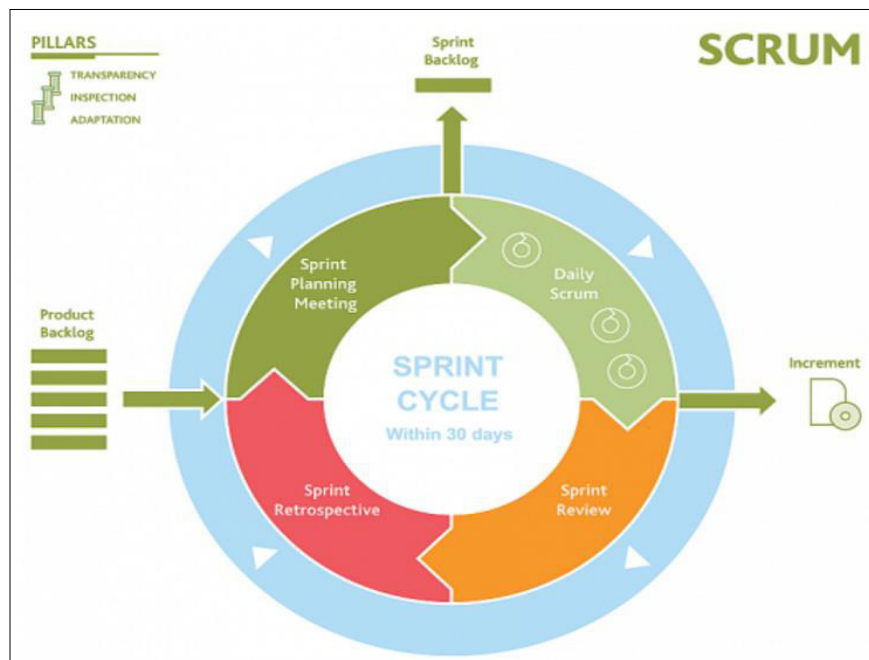 PILLARS
TRANSPARENCY
INSPECTION
ADAPTATION
Sprint
Backlog
SCRUM
Sprint
Planning
Meeting
Daily
Scrum
Product
Backlog
SPRINT
CYCLE
Within 30 days
Increment
Sprint
Retrospective
Sprint
Review